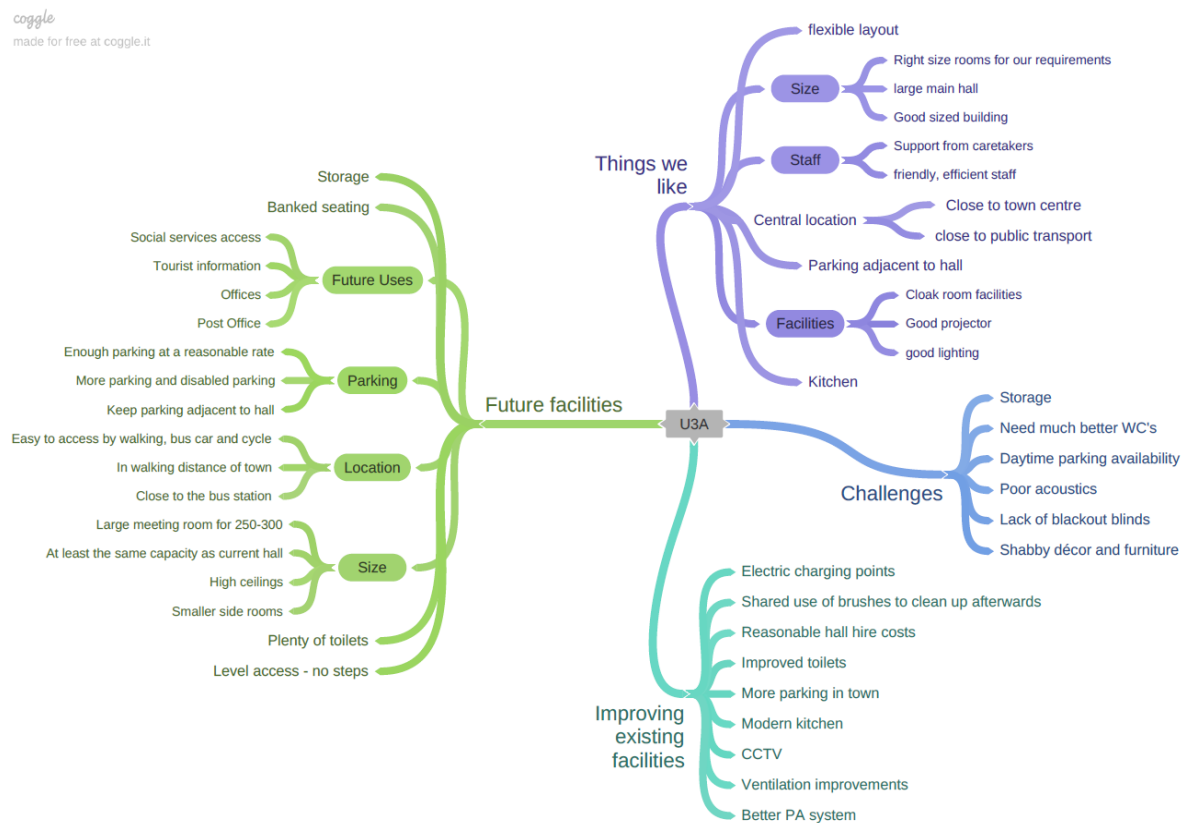 coggle
made for free at coggle.it
U3A
Things we
like
flexible layout
Size
Right size rooms for our requirements
large main hall
Good sized building
Staff
Support from caretakers
friendly, efficient staff
Central location
Close to town centre
close to public transport
Parking adjacent to hall
Facilities
Cloak room facilities
Good projector
good lighting
Kitchen
Challenges
Storage
Need much better WC's
Daytime parking availability
Poor acoustics
Lack of blackout blinds
Shabby décor and furniture
Improving
existing
facilities
Electric charging points
Shared use of brushes to clean up afterwards
Reasonable hall hire costs
Improved toilets
More parking in town
Modern kitchen
CCTV
Ventilation improvements
Better PA system
Future facilities
Storage
Banked seating
Future Uses
Social services access
Tourist information
Offices
Post Office
Parking
Enough parking at a reasonable rate
More parking and disabled parking
Keep parking adjacent to hall
Location
Easy to access by walking, bus car and cycle
In walking distance of town
Close to the bus station
Size
Large meeting room for 250-300
At least the same capacity as current hall
High ceilings
Smaller side rooms
Plenty of toilets
Level access - no steps